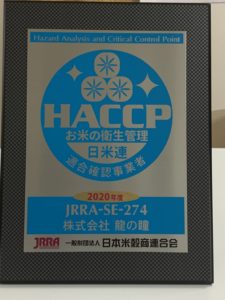 Hazard Analysis and Critical Control Point
HACCP
お米の衛生管理
日米連
適合確認事業者
2020年度
JRRA-SE-274
株式会社 龍の瞳
JRRA 一般財団法人 日本米穀商連合会